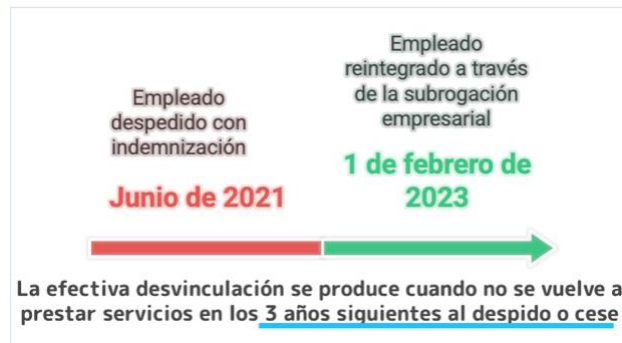 Empleado
despedido con
indemnización
Junio de 2021
Empleado
reintegrado a través
de la subrogación
empresarial
1 de febrero de
2023
La efectiva desvinculación se produce cuando no se vuelve a
prestar servicios en los 3 años siguientes al despido o cese